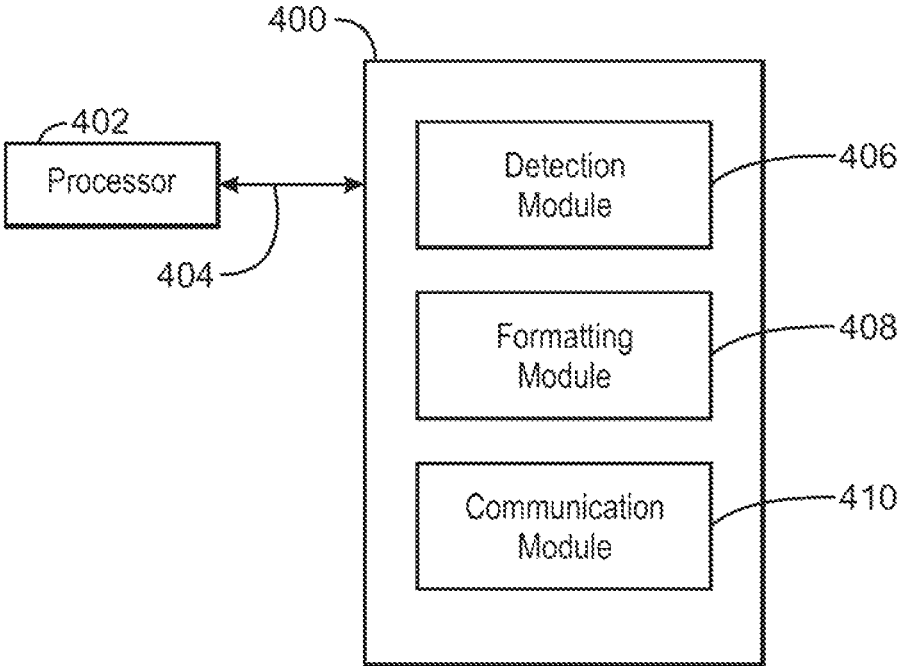 400
402
Processor
404
Detection
Module
406
Formatting
Module
408
Communication
Module
410